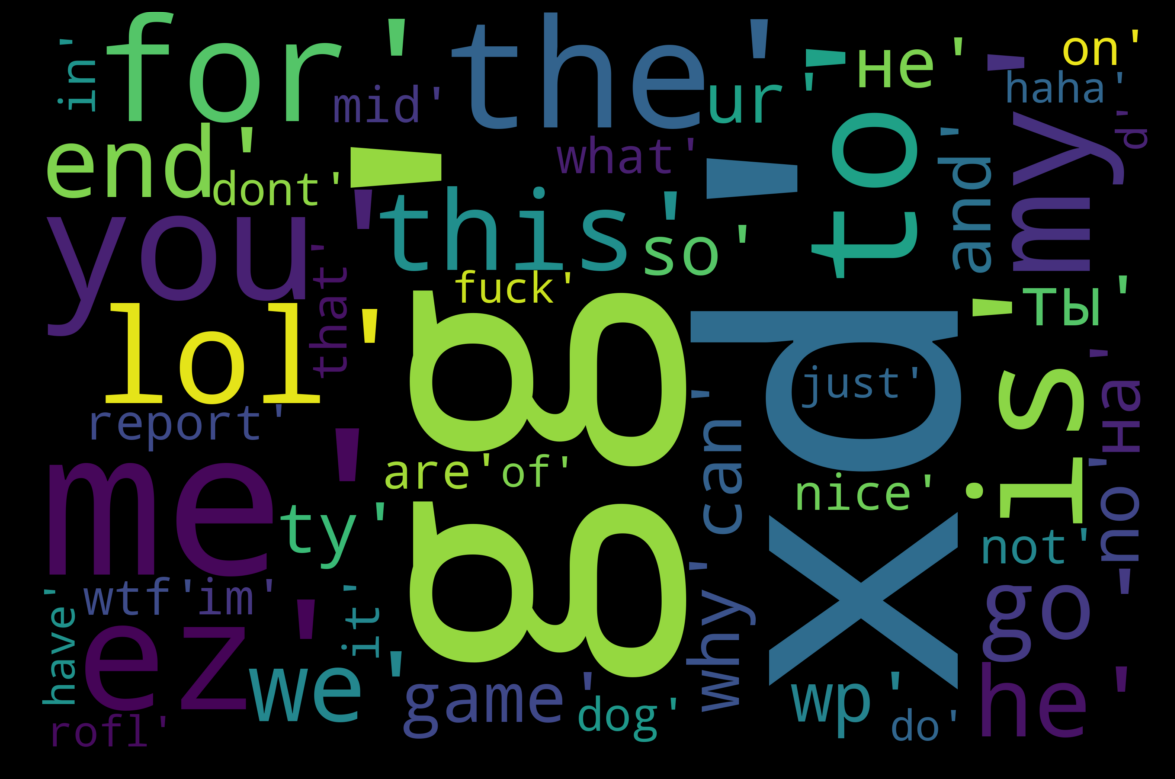 in'
for'
the'
mid'
ur'
не'
on'
haha'
d'
end'
dont'
what'
to'
and'
my'
you'
this'
so'
that'
fuck'
ты'
lol'
gg'
xd'
just'
is'
на'
report'
me'
are'
of'
can'
nice'
no'
ty'
not'
wtf'
im'
have'
ez'
it'
we'
game'
dog'
why'
wp'
do'
go'
he'
rofl'